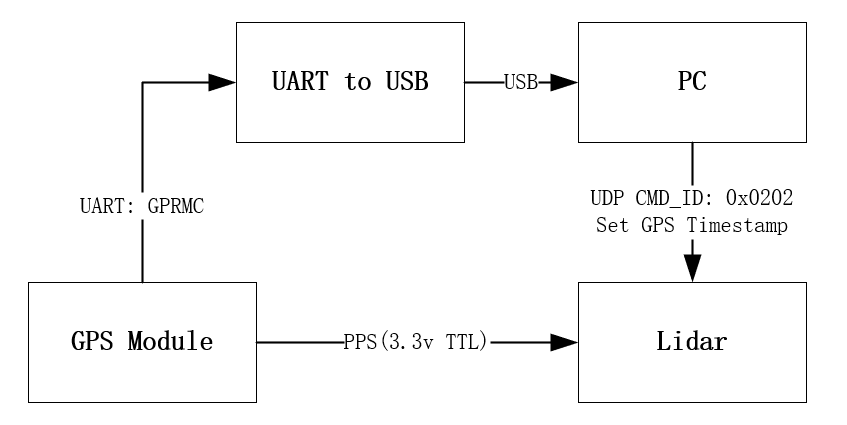 UART to USB
USB
PC
UART: GPRMC
UDP CMD_ID: 0x0202
Set GPS Timestamp
GPS Module
PPS(3.3v TTL)
Lidar